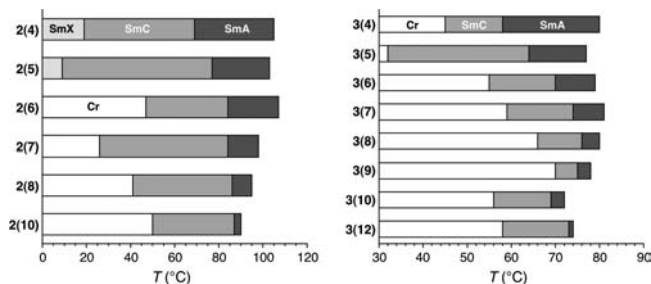 2(4) SmX SmC SmA
2(5)
2(6) Cr
2(7)
2(8)
2(10)
0 20 40 60 80 100 120
T (°C)
3(4) Cr SmC SmA
3(5)
3(6)
3(7)
3(8)
3(9)
3(10)
3(12)
30 40 50 60 70 80 90
T (°C)